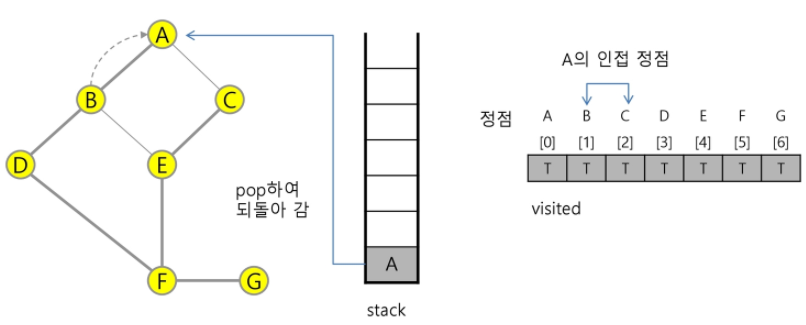 A
B
C
D
E
F
G
pop하여
되돌아 감
A
stack
A의 인접 정점
정점 A B C D E F G
[0] [1] [2] [3] [4] [5] [6]
T T T T T T T
visited